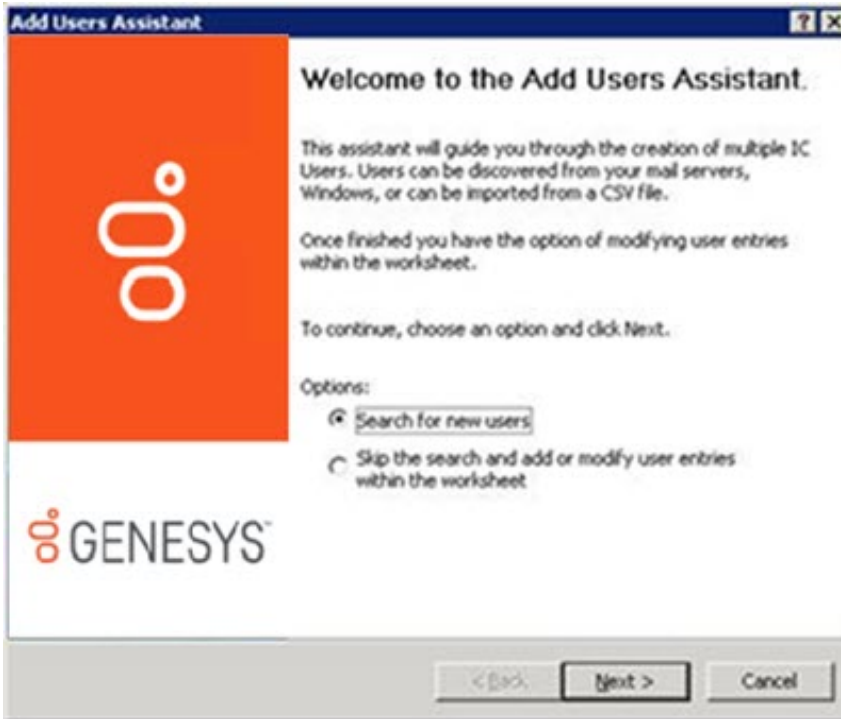 Add Users Assistant
Welcome to the Add Users Assistant.
This assistant will guide you through the creation of multiple IC
Users. Users can be discovered from your mail servers,
Windows, or can be imported from a CSV file.
Once finished you have the option of modifying user entries
within the worksheet.
To continue, choose an option and click Next.
Options:
Search for new users
Skip the search and add or modify user entries
within the worksheet
GENESYS™
< Back
Next >
Cancel